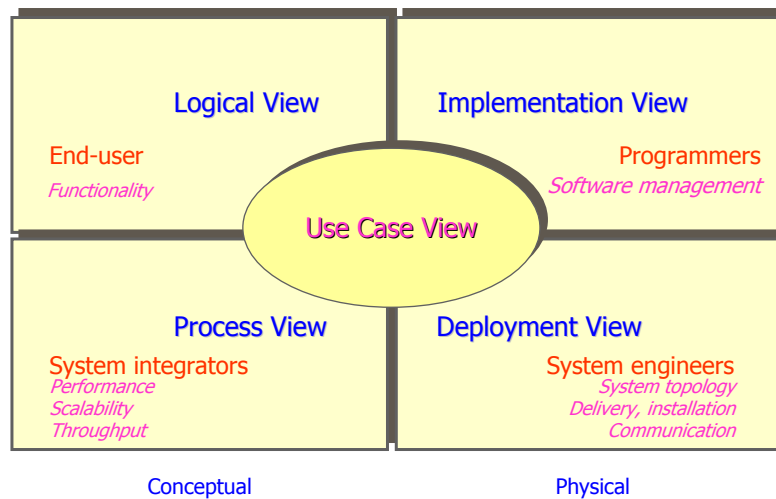 Logical View
End-user
Functionality
Implementation View
Programmers
Software management
Use Case View
Process View
System integrators
Performance
Scalability
Throughput
Deployment View
System engineers
System topology
Delivery, installation
Communication
Conceptual
Physical